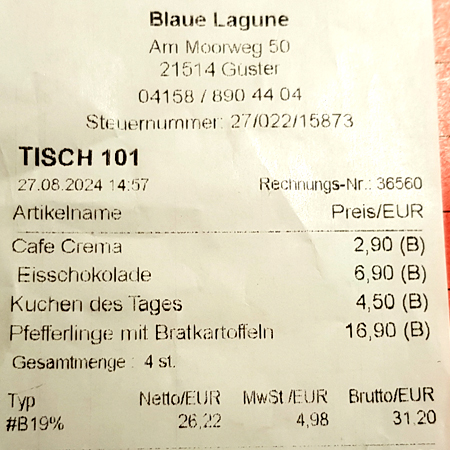 Blaue Lagune
Am Moorweg 50
21514 Güster
04158 / 890 44 04
Steuernummer: 27/022/15873
TISCH 101
27.08.2024 14:57 Rechnungs-Nr.: 36560
Artikelname Preis/EUR
Cafe Crema 2,90 (B)
Eisschokolade 6,90 (B)
Kuchen des Tages 4,50 (B)
Pfefferlinge mit Bratkartoffeln 16,90 (B)
Gesamtmenge : 4 st.
Typ Netto/EUR MwSt /EUR Brutto/EUR
#B19% 26,22 4,98 31,20